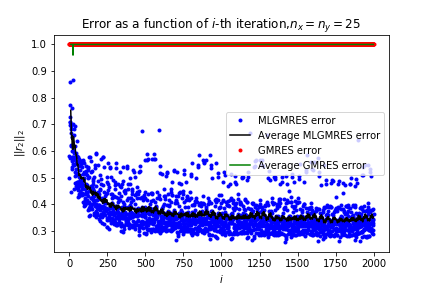 Error as a function of i-th iteration,n_x = n_y = 25
1.0
0.9
0.8
0.7
0.6
0.5
0.4
0.3
||r_2||_2
MLGMRES error
Average MLGMRES error
GMRES error
Average GMRES error
0 250 500 750 1000 1250 1500 1750 2000
i